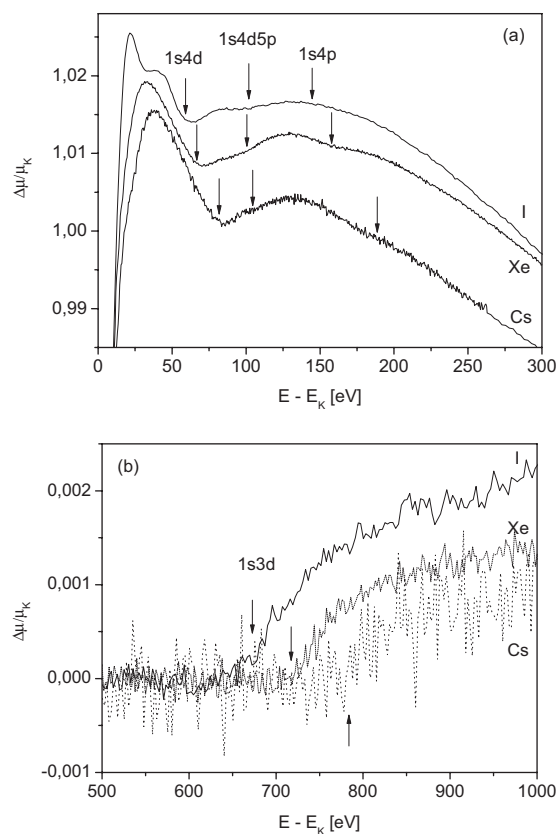 (a)
1s4d 1s4d5p 1s4p
1,02
1,01
1,00
0,99
Δμ/μK
I
Xe
Cs
0 50 100 150 200 250 300
E - EK [eV]
(b)
I
0,002
Xe
0,001
1s3d
Cs
0,000
-0,001
Δμ/μK
500 600 700 800 900 1000
E - EK [eV]